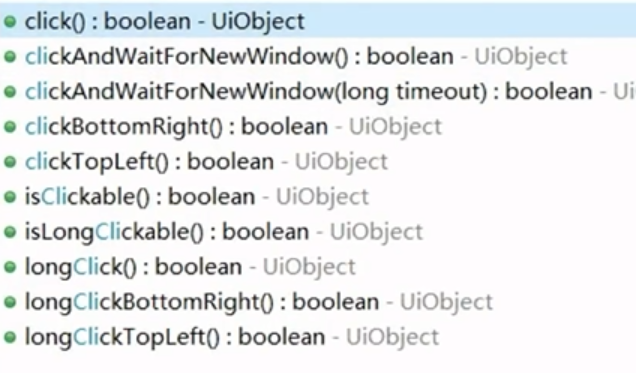 click() : boolean - UiObject
clickAndWaitForNewWindow() : boolean - UiObject
clickAndWaitForNewWindow(long timeout) : boolean - Ui
clickBottomRight() : boolean - UiObject
clickTopLeft() : boolean - UiObject
isClickable() : boolean - UiObject
isLongClickable() : boolean - UiObject
longClick() : boolean - UiObject
longClickBottomRight() : boolean - UiObject
longClickTopLeft() : boolean - UiObject